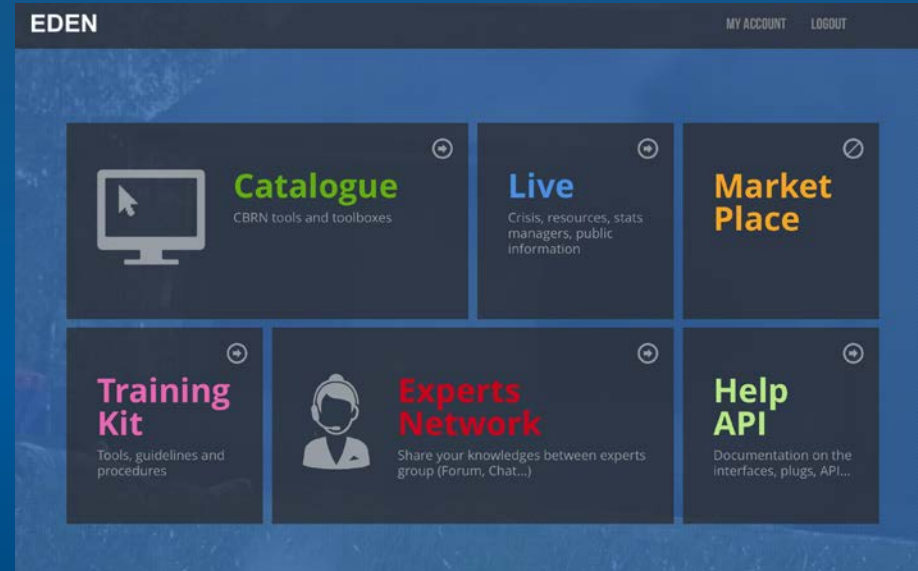 EDEN
MY ACCOUNT LOGOUT
Catalogue
CBRN tools and toolboxes
Live
Crisis, resources, stats
managers, public
information
Market
Place
Training
Kit
Tools, guidelines and
procedures
Experts
Network
Share your knowledges between experts
group (Forum, Chat...)
Help
API
Documentation on the
interfaces, plugs, API...